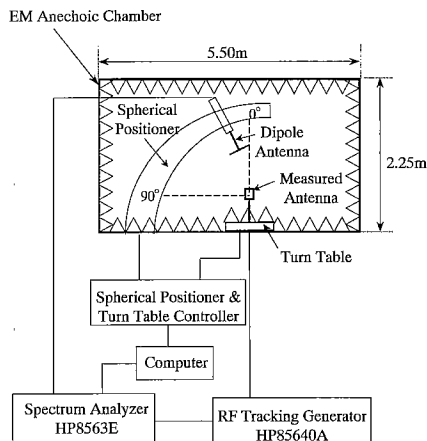 EM Anechoic Chamber
5.50m
Spherical
Positioner
0°
Dipole
Antenna
2.25m
90°
Measured
Antenna
Turn Table
Spherical Positioner &
Turn Table Controller
Computer
Spectrum Analyzer
HP8563E
RF Tracking Generator
HP85640A